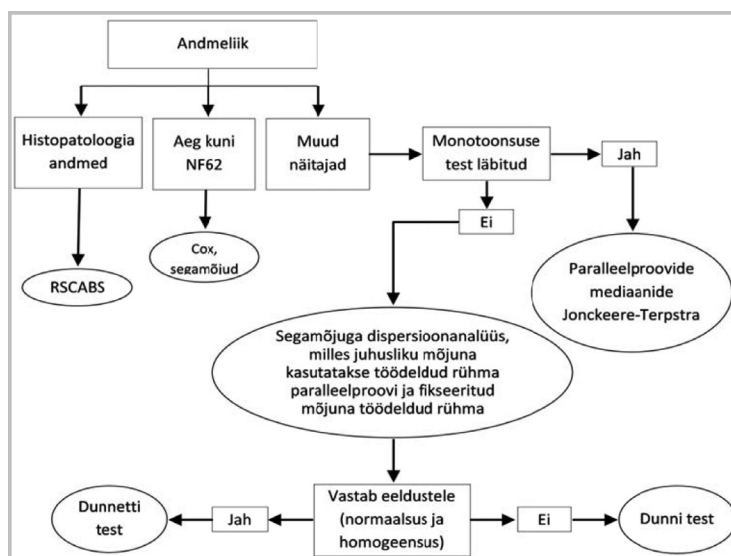 Andmeliik
Histopatoloogia
andmed
Aeg kuni
NF62
Muud
näitajad
Monotoonsuse
test läbitud
Jah
Ei
RSCABS
Cox,
segamõjud
Paralleelproovide
mediaanide
Jonckeere-Terpstra
Segamõjuga dispersioonanalüüs,
milles juhusliku mõjuna
kasutatakse töödeldud rühma
paralleelproovi ja fikseeritud
mõjuna töödeldud rühma
Dunnetti
test
Jah
Vastab eeldustele
(normaalsus ja
homogeensus)
Ei
Dunni test